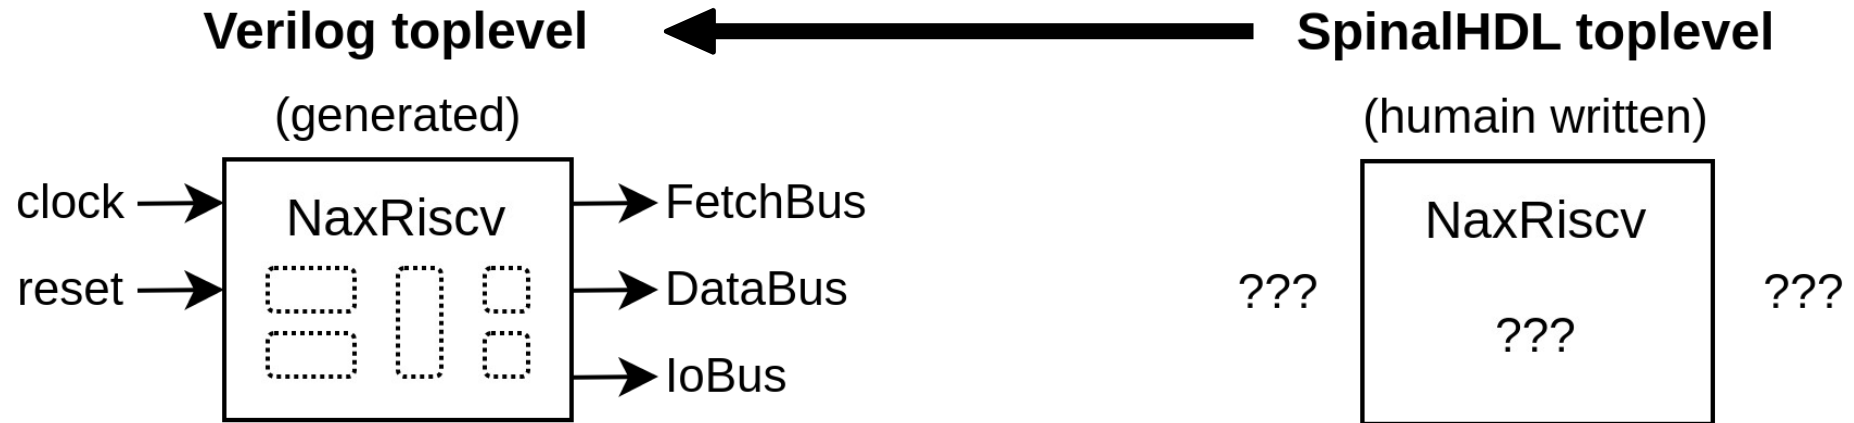 Verilog toplevel
SpinalHDL toplevel
(generated)
(humain written)
clock
NaxRiscv
FetchBus
NaxRiscv
reset
DataBus
???
???
???
IoBus